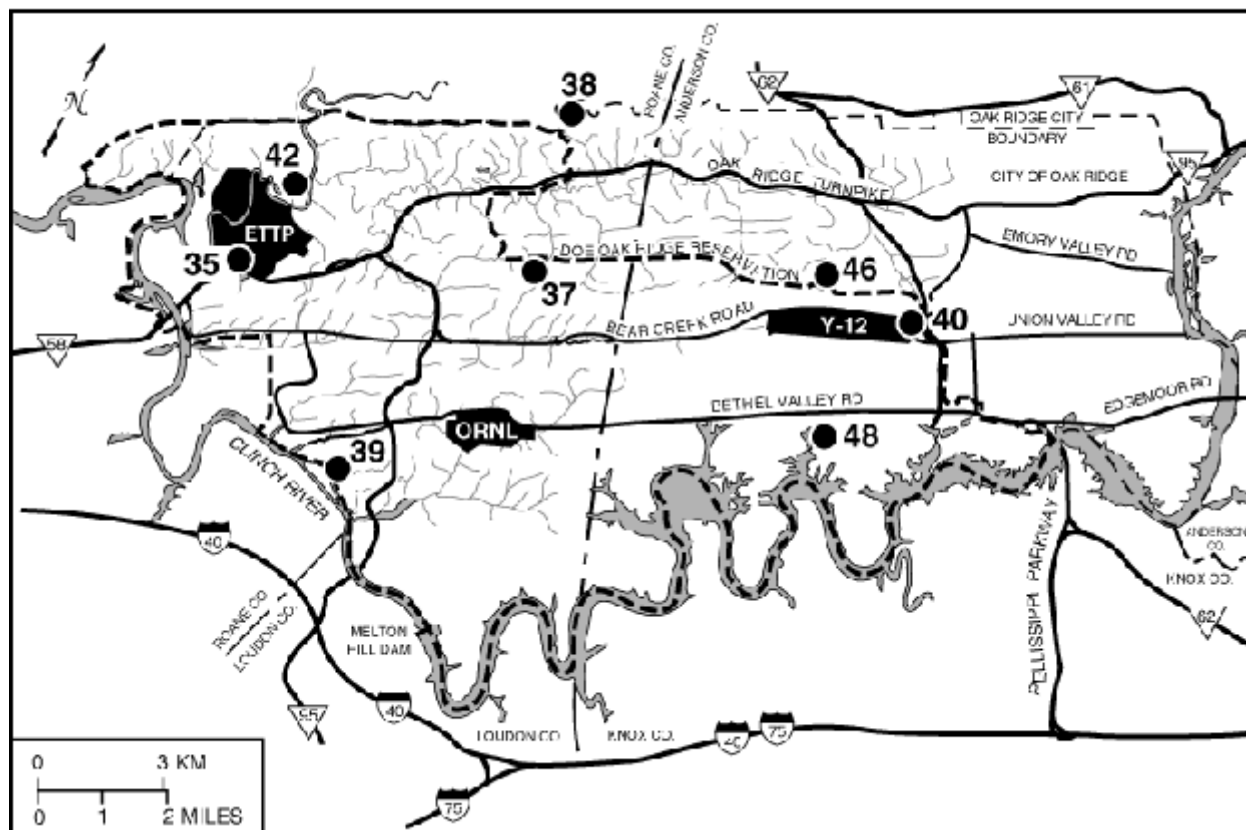 38
ROANE CO.
ANDERSON CO.
62
61
N
OAK RIDGE CITY
BOUNDARY
42
OAK RIDGE TURNPIKE
CITY OF OAK RIDGE
95
ETTP
EMORY VALLEY RD
35
DOE OAK RIDGE RESERVATION
37
46
58
BEAR CREEK ROAD
Y-12
40
UNION VALLEY RD
BETHEL VALLEY RD
EDGEMOOR RD
ORNL
48
39
CLINCH RIVER
40
PELLISSIPPI PARKWAY
ANDERSON
CO.
KNOX CO.
ROANE CO.
LOUDON CO.
62
MELTON
HILL DAM
95
40
LOUDON CO.
KNOX CO.
40
75
75
0 3 KM
0 1 2 MILES